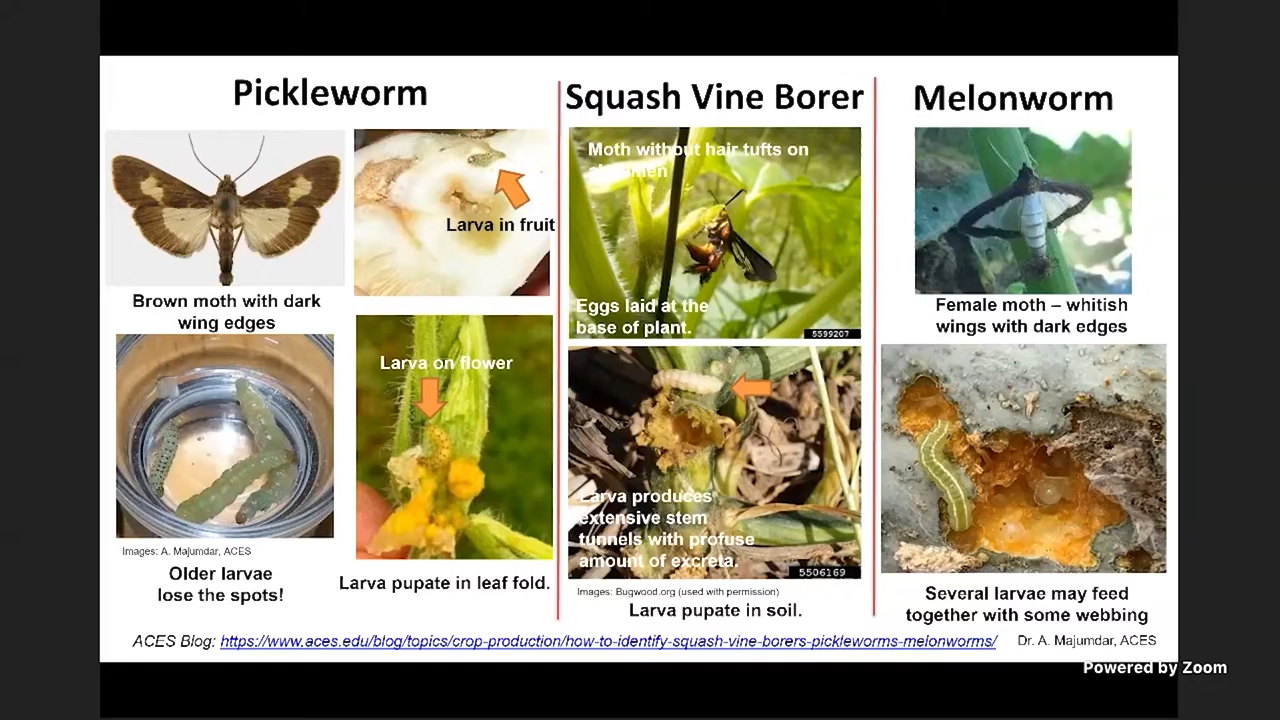 Pickleworm
Larva in fruit
Brown moth with dark
wing edges
Larva on flower
Images: A. Majumdar, ACES
Older larvae
lose the spots!
Larva pupate in leaf fold.
Squash Vine Borer
Moth without hair tufts on
abdomen
Eggs laid at the
base of plant.
5599207
Larva produces
extensive stem
tunnels with profuse
amount of excreta.
5506169
Images: Bugwood.org (used with permission)
Larva pupate in soil.
Melonworm
Female moth – whitish
wings with dark edges
Several larvae may feed
together with some webbing
ACES Blog: https://www.aces.edu/blog/topics/crop-production/how-to-identify-squash-vine-borers-pickleworms-melonworms/
Dr. A. Majumdar, ACES
Powered by Zoom